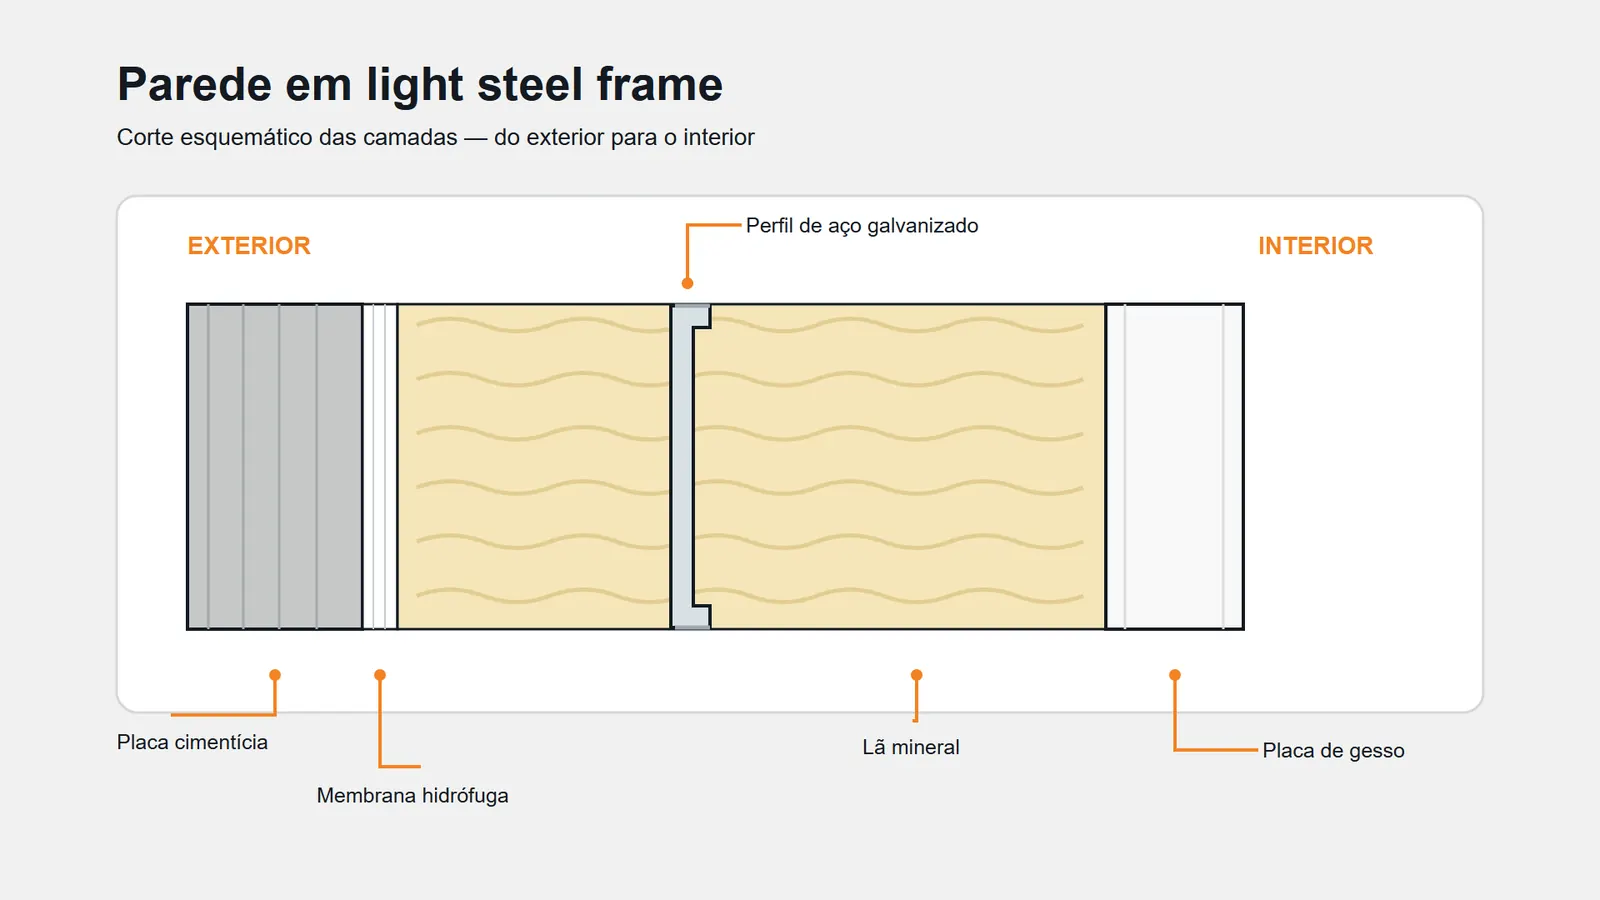 Parede em light steel frame
Corte esquemático das camadas — do exterior para o interior
Perfil de aço galvanizado
EXTERIOR
INTERIOR
Placa cimentícia
Lã mineral
Placa de gesso
Membrana hidrófuga